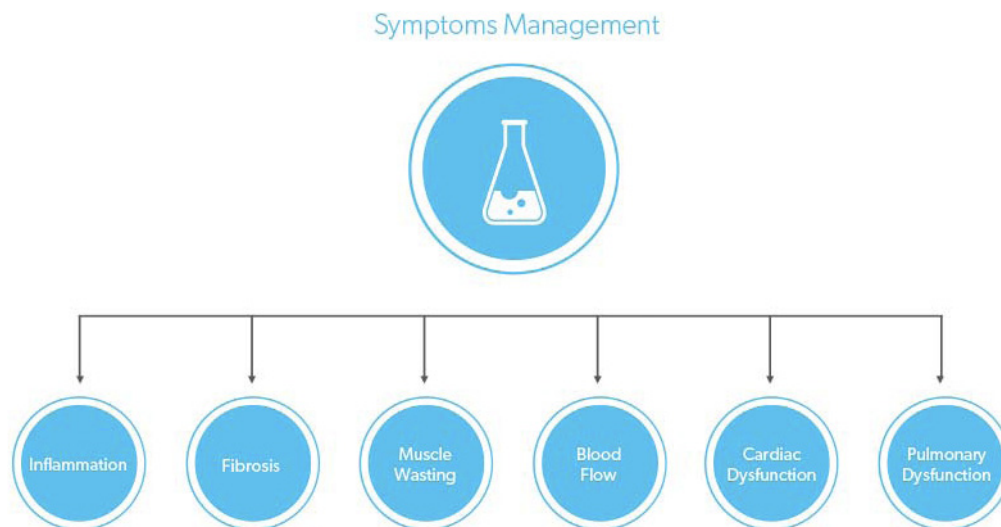 Symptoms Management
Inflammation
Fibrosis
Muscle
Wasting
Blood
Flow
Cardiac
Dysfunction
Pulmonary
Dysfunction